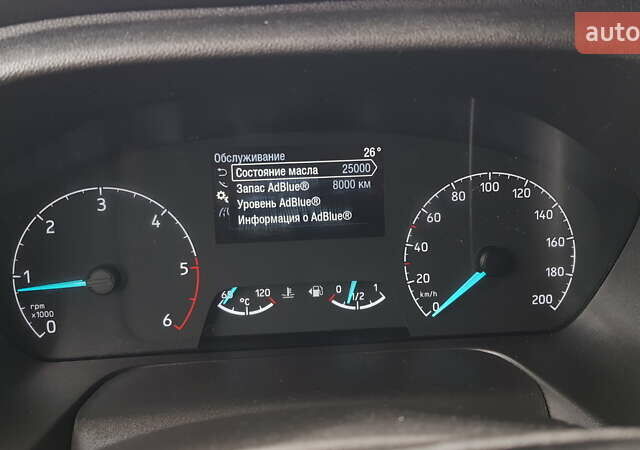 auto
Обслуживание 26°
Состояние масла 25000
Запас AdBlue® 8000 км
Уровень AdBlue®
Информация о AdBlue®
0 1 2 3 4 5 6
rpm
x1000
60 120
°C
0 1/2 1
0 20 40 60 80 100 120 140 160 180 200
km/h